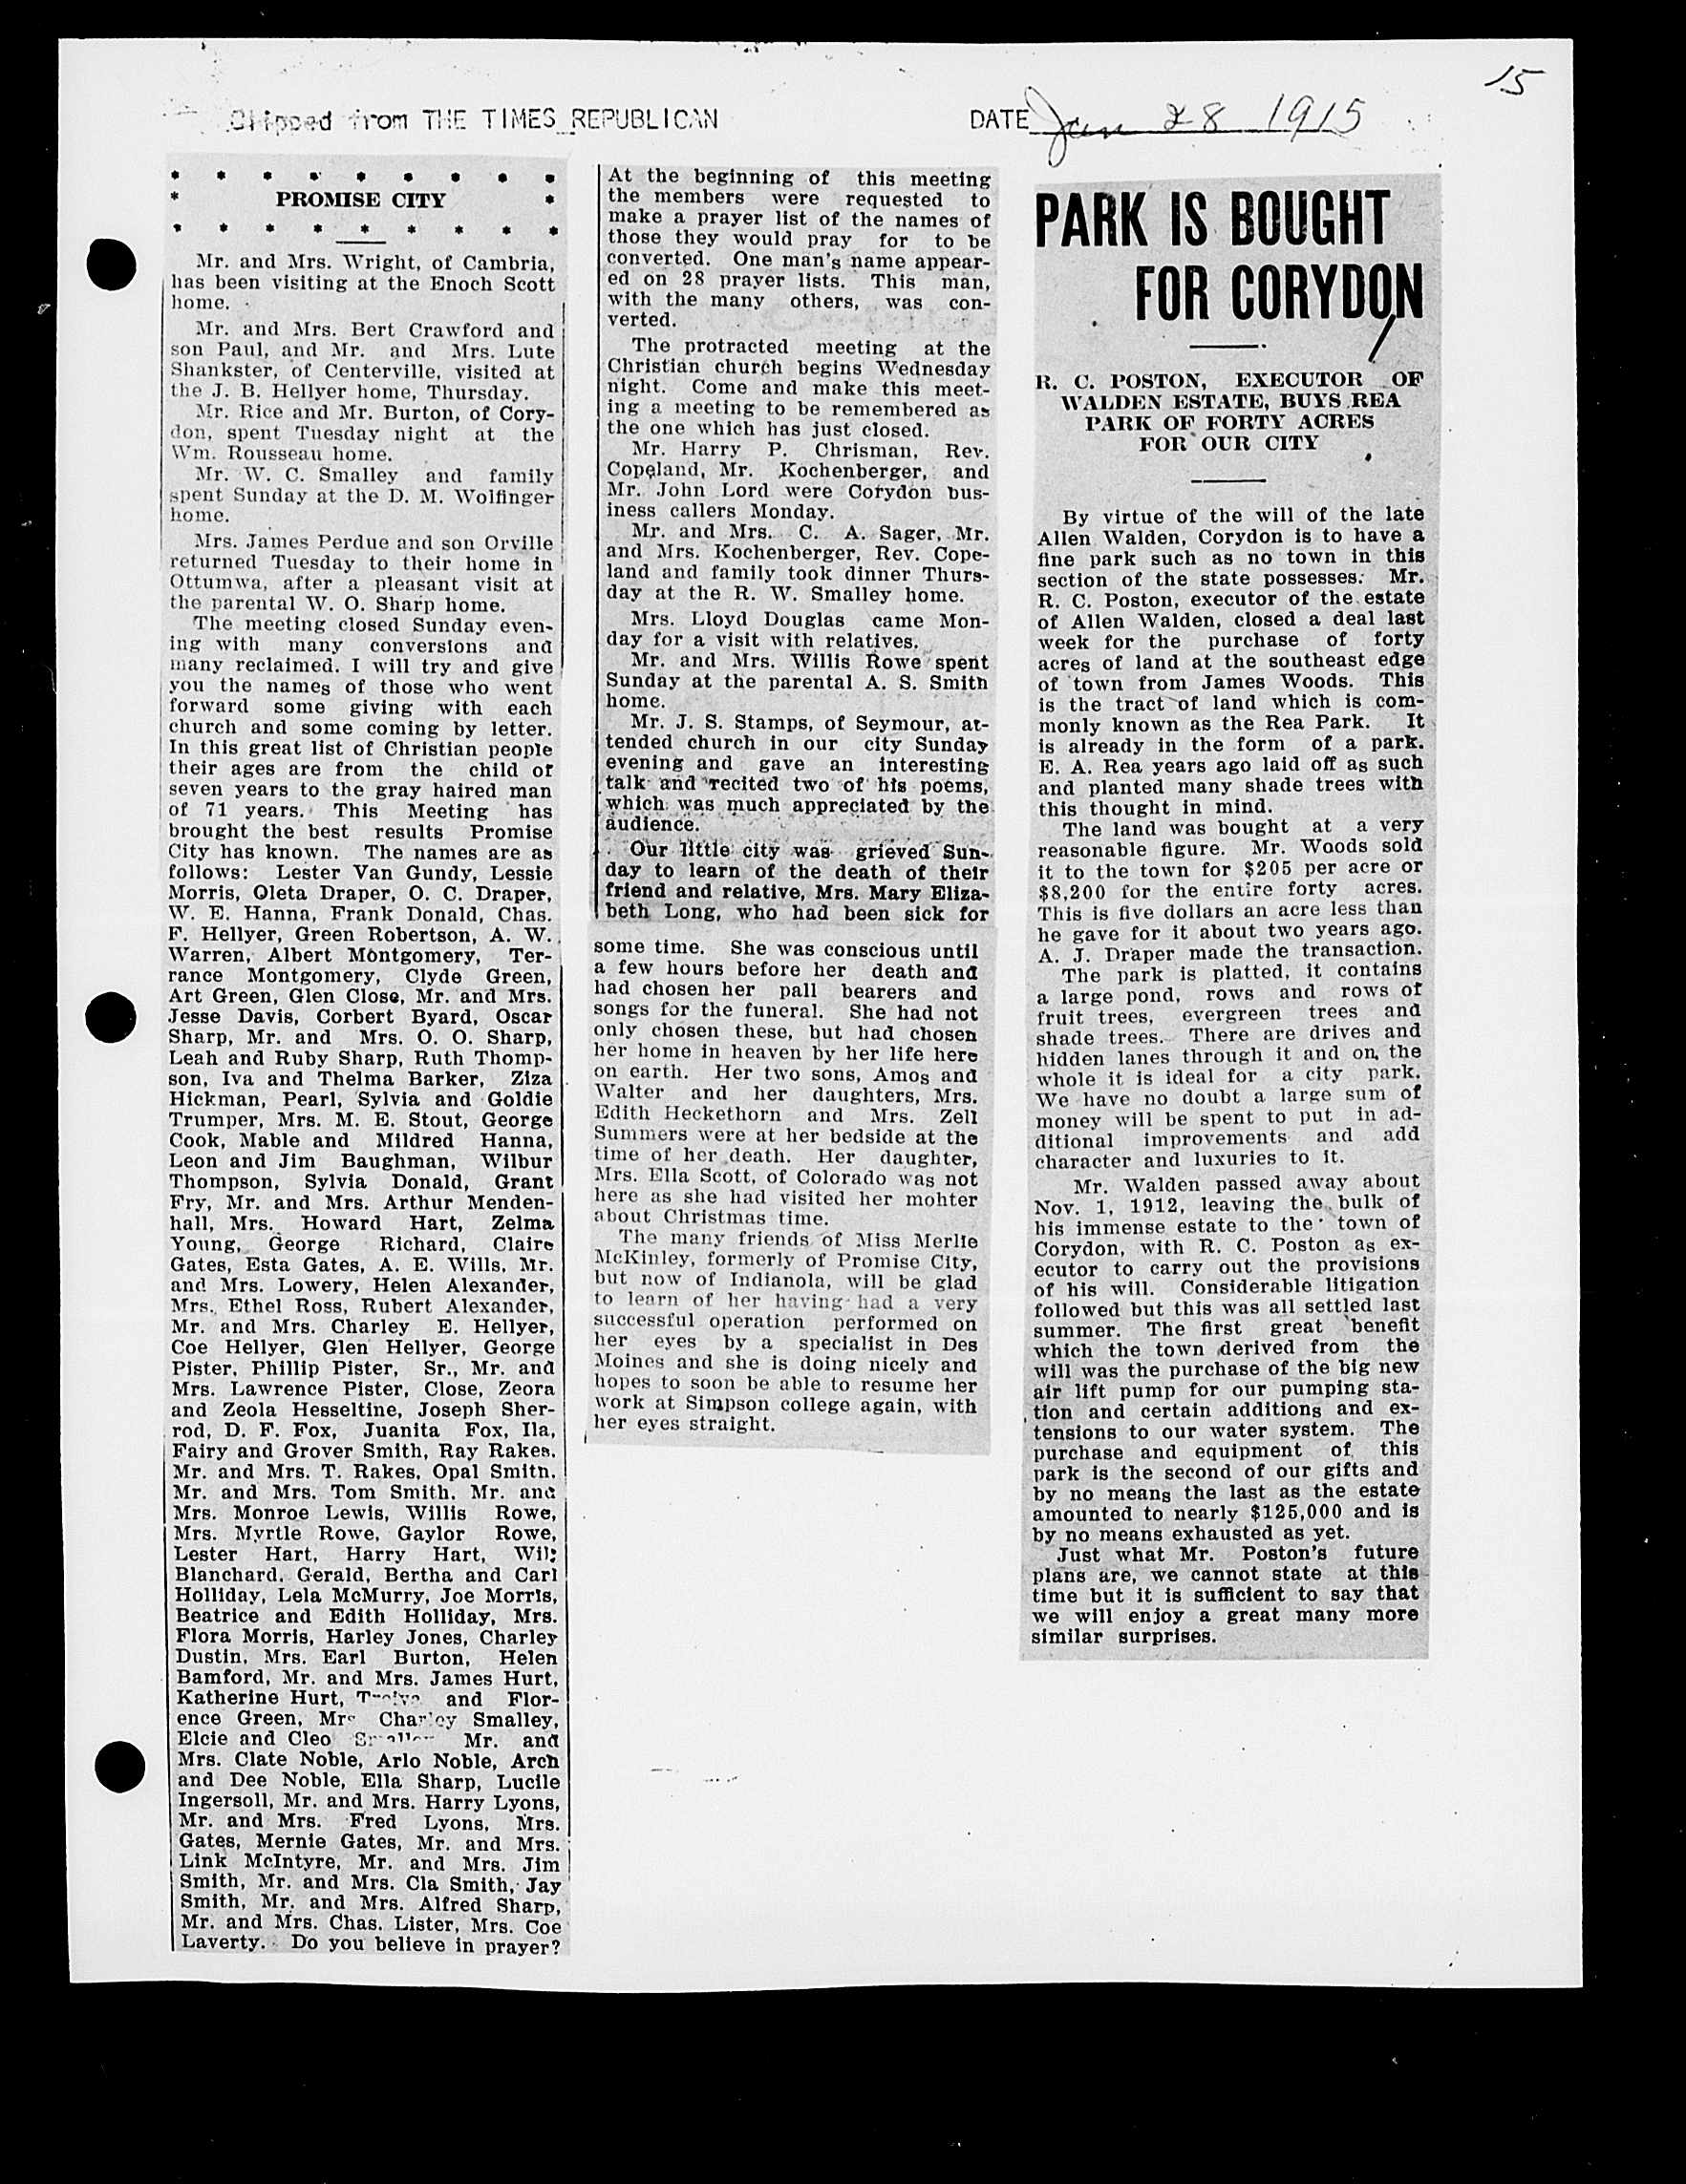 15
Clipped from THE TIMES REPUBLICAN
DATE Jan 28 1915
* * * * * * * * *
* PROMISE CITY *
* * * * * * * * *
Mr. and Mrs. Wright, of Cambria,
has been visiting at the Enoch Scott
home.
Mr. and Mrs. Bert Crawford and
son Paul, and Mr. and Mrs. Lute
Shankster, of Centerville, visited at
the J. B. Hellyer home, Thursday.
Mr. Rice and Mr. Burton, of Cory-
don, spent Tuesday night at the
Wm. Rousseau home.
Mr. W. C. Smalley and family
spent Sunday at the D. M. Wolfinger
home.
Mrs. James Perdue and son Orville
returned Tuesday to their home in
Ottumwa, after a pleasant visit at
the parental W. O. Sharp home.
The meeting closed Sunday even-
ing with many conversions and
many reclaimed. I will try and give
you the names of those who went
forward some giving with each
church and some coming by letter.
In this great list of Christian people
their ages are from the child of
seven years to the gray haired man
of 71 years. This Meeting has
brought the best results Promise
City has known. The names are as
follows: Lester Van Gundy, Lessie
Morris, Oleta Draper, O. C. Draper,
W. E. Hanna, Frank Donald, Chas.
F. Hellyer, Green Robertson, A. W.
Warren, Albert Montgomery, Ter-
rance Montgomery, Clyde Green,
Art Green, Glen Close, Mr. and Mrs.
Jesse Davis, Corbert Byard, Oscar
Sharp, Mr. and Mrs. O. O. Sharp,
Leah and Ruby Sharp, Ruth Thomp-
son, Iva and Thelma Barker, Ziza
Hickman, Pearl, Sylvia and Goldie
Trumper, Mrs. M. E. Stout, George
Cook, Mable and Mildred Hanna,
Leon and Jim Baughman, Wilbur
Thompson, Sylvia Donald, Grant
Fry, Mr. and Mrs. Arthur Menden-
hall, Mrs. Howard Hart, Zelma
Young, George Richard, Claire
Gates, Esta Gates, A. E. Wills, Mr.
and Mrs. Lowery, Helen Alexander,
Mrs. Ethel Ross, Rubert Alexander,
Mr. and Mrs. Charley E. Hellyer,
Coe Hellyer, Glen Hellyer, George
Pister, Phillip Pister, Sr., Mr. and
Mrs. Lawrence Pister, Close, Zeora
and Zeola Hesseltine, Joseph Sher-
rod, D. F. Fox, Juanita Fox, Ila,
Fairy and Grover Smith, Ray Rakes,
Mr. and Mrs. T. Rakes, Opal Smith,
Mr. and Mrs. Tom Smith, Mr. and
Mrs. Monroe Lewis, Willis Rowe,
Mrs. Myrtle Rowe, Gaylor Rowe,
Lester Hart, Harry Hart, Will
Blanchard, Gerald, Bertha and Carl
Holliday, Lela McMurry, Joe Morris,
Beatrice and Edith Holliday, Mrs.
Flora Morris, Harley Jones, Charley
Dustin, Mrs. Earl Burton, Helen
Bamford, Mr. and Mrs. James Hurt,
Katherine Hurt, and Flor-
ence Green, Mrs Charley Smalley,
Elcie and Cleo Mr. and
Mrs. Clate Noble, Arlo Noble, Arch
and Dee Noble, Ella Sharp, Lucile
Ingersoll, Mr. and Mrs. Harry Lyons,
Mr. and Mrs. Fred Lyons, Mrs.
Gates, Mernie Gates, Mr. and Mrs.
Link McIntyre, Mr. and Mrs. Jim
Smith, Mr. and Mrs. Cla Smith, Jay
Smith, Mr. and Mrs. Alfred Sharp,
Mr. and Mrs. Chas. Lister, Mrs. Coe
Laverty. Do you believe in prayer?
At the beginning of this meeting
the members were requested to
make a prayer list of the names of
those they would pray for to be
converted. One man's name appear-
ed on 28 prayer lists. This man,
with the many others, was con-
verted.
The protracted meeting at the
Christian church begins Wednesday
night. Come and make this meet-
ing a meeting to be remembered as
the one which has just closed.
Mr. Harry P. Chrisman, Rev.
Copeland, Mr. Kochenberger, and
Mr. John Lord were Corydon bus-
iness callers Monday.
Mr. and Mrs. C. A. Sager, Mr.
and Mrs. Kochenberger, Rev. Cope-
land and family took dinner Thurs-
day at the R. W. Smalley home.
Mrs. Lloyd Douglas came Mon-
day for a visit with relatives.
Mr. and Mrs. Willis Rowe spent
Sunday at the parental A. S. Smith
home.
Mr. J. S. Stamps, of Seymour, at-
tended church in our city Sunday
evening and gave an interesting
talk and recited two of his poems,
which was much appreciated by the
audience.
Our little city was grieved Sun-
day to learn of the death of their
friend and relative, Mrs. Mary Eliza-
beth Long, who had been sick for
some time. She was conscious until
a few hours before her death and
had chosen her pall bearers and
songs for the funeral. She had not
only chosen these, but had chosen
her home in heaven by her life here
on earth. Her two sons, Amos and
Walter and her daughters, Mrs.
Edith Heckethorn and Mrs. Zell
Summers were at her bedside at the
time of her death. Her daughter,
Mrs. Ella Scott, of Colorado was not
here as she had visited her mohter
about Christmas time.
The many friends of Miss Merlie
McKinley, formerly of Promise City,
but now of Indianola, will be glad
to learn of her having had a very
successful operation performed on
her eyes by a specialist in Des
Moines and she is doing nicely and
hopes to soon be able to resume her
work at Simpson college again, with
her eyes straight.
PARK IS BOUGHT
FOR CORYDON
R. C. POSTON, EXECUTOR OF
WALDEN ESTATE, BUYS REA
PARK OF FORTY ACRES
FOR OUR CITY
By virtue of the will of the late
Allen Walden, Corydon is to have a
fine park such as no town in this
section of the state possesses. Mr.
R. C. Poston, executor of the estate
of Allen Walden, closed a deal last
week for the purchase of forty
acres of land at the southeast edge
of town from James Woods. This
is the tract of land which is com-
monly known as the Rea Park. It
is already in the form of a park.
E. A. Rea years ago laid off as such
and planted many shade trees with
this thought in mind.
The land was bought at a very
reasonable figure. Mr. Woods sold
it to the town for $205 per acre or
$8,200 for the entire forty acres.
This is five dollars an acre less than
he gave for it about two years ago.
A. J. Draper made the transaction.
The park is platted, it contains
a large pond, rows and rows of
fruit trees, evergreen trees and
shade trees. There are drives and
hidden lanes through it and on the
whole it is ideal for a city park.
We have no doubt a large sum of
money will be spent to put in ad-
ditional improvements and add
character and luxuries to it.
Mr. Walden passed away about
Nov. 1, 1912, leaving the bulk of
his immense estate to the town of
Corydon, with R. C. Poston as ex-
ecutor to carry out the provisions
of his will. Considerable litigation
followed but this was all settled last
summer. The first great benefit
which the town derived from the
will was the purchase of the big new
air lift pump for our pumping sta-
tion and certain additions and ex-
tensions to our water system. The
purchase and equipment of this
park is the second of our gifts and
by no means the last as the estate
amounted to nearly $125,000 and is
by no means exhausted as yet.
Just what Mr. Poston's future
plans are, we cannot state at this
time but it is sufficient to say that
we will enjoy a great many more
similar surprises.